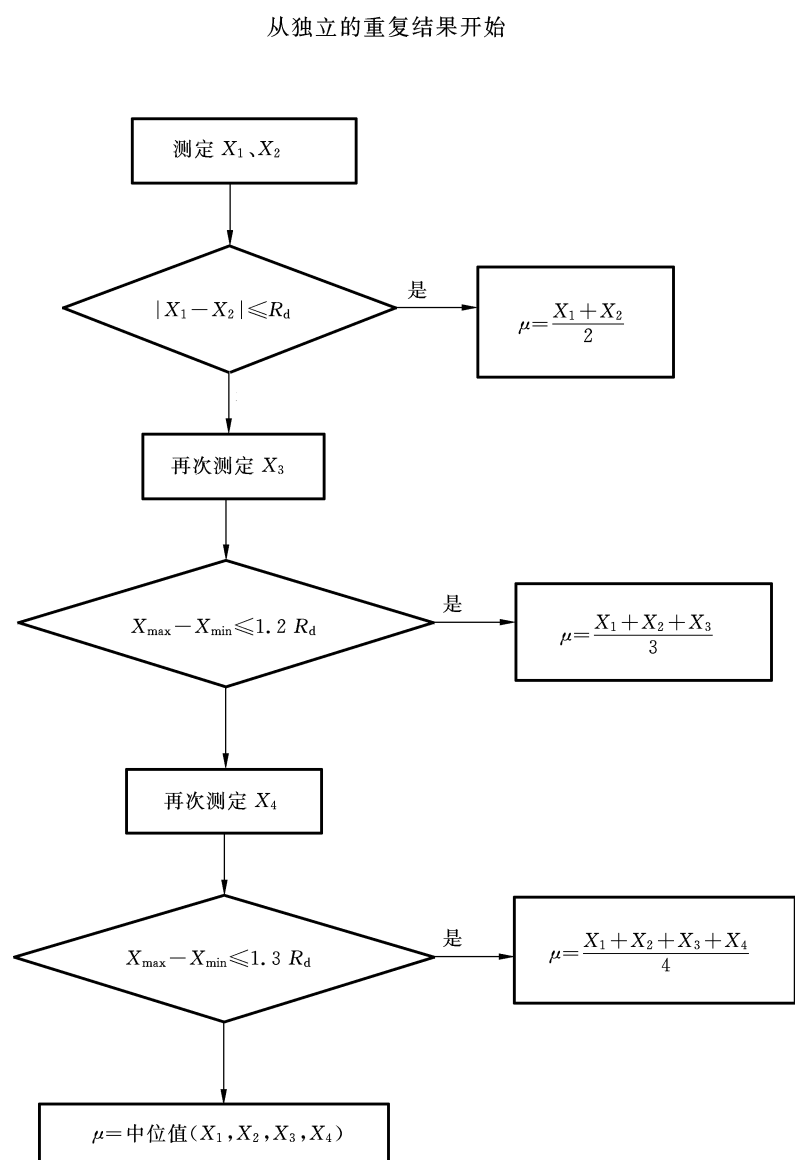 从独立的重复结果开始
测定 X₁、X₂
|X₁−X₂|≤R_d
是
μ=(X₁+X₂)/2
再次测定 X₃
X_max−X_min≤1.2 R_d
是
μ=(X₁+X₂+X₃)/3
再次测定 X₄
X_max−X_min≤1.3 R_d
是
μ=(X₁+X₂+X₃+X₄)/4
μ=中位值(X₁,X₂,X₃,X₄)